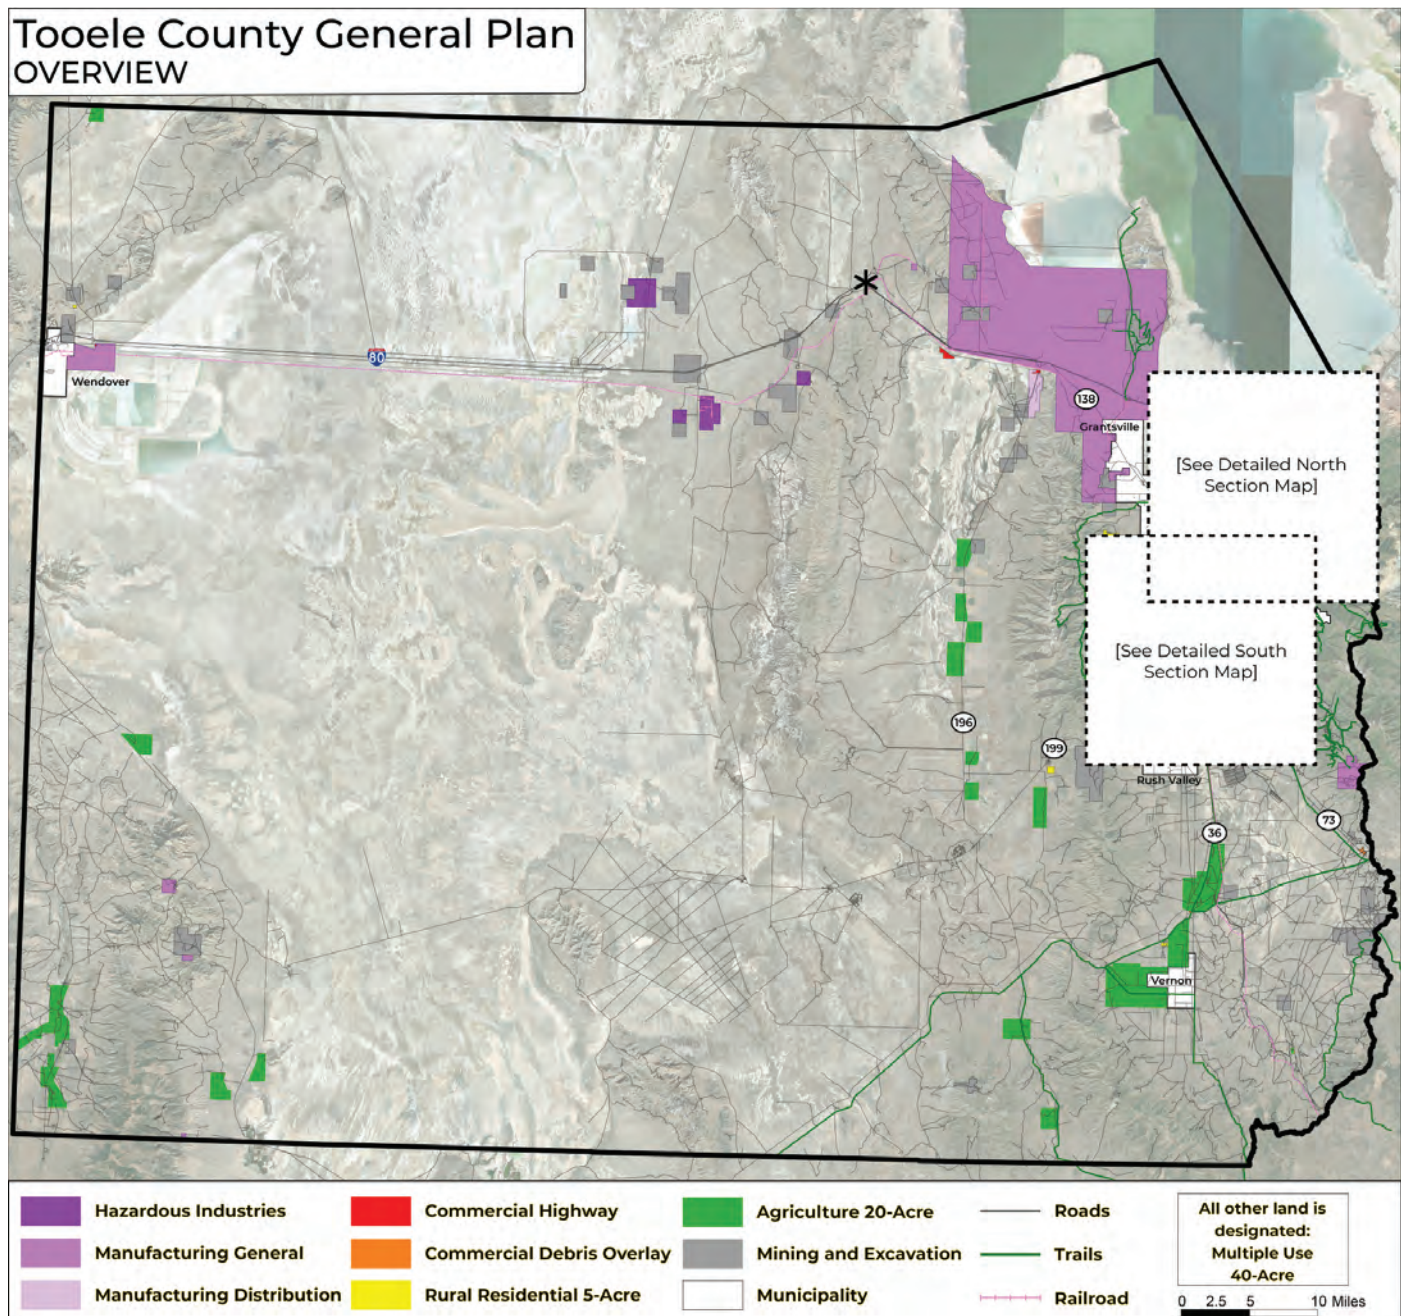 Tooele County General Plan
OVERVIEW
80
Wendover
138
Grantsville
[See Detailed North
Section Map]
[See Detailed South
Section Map]
196
199
Rush Valley
36
73
Vernon
Hazardous Industries
Manufacturing General
Manufacturing Distribution
Commercial Highway
Commercial Debris Overlay
Rural Residential 5-Acre
Agriculture 20-Acre
Mining and Excavation
Municipality
Roads
Trails
Railroad
All other land is
designated:
Multiple Use
40-Acre
0 2.5 5 10 Miles